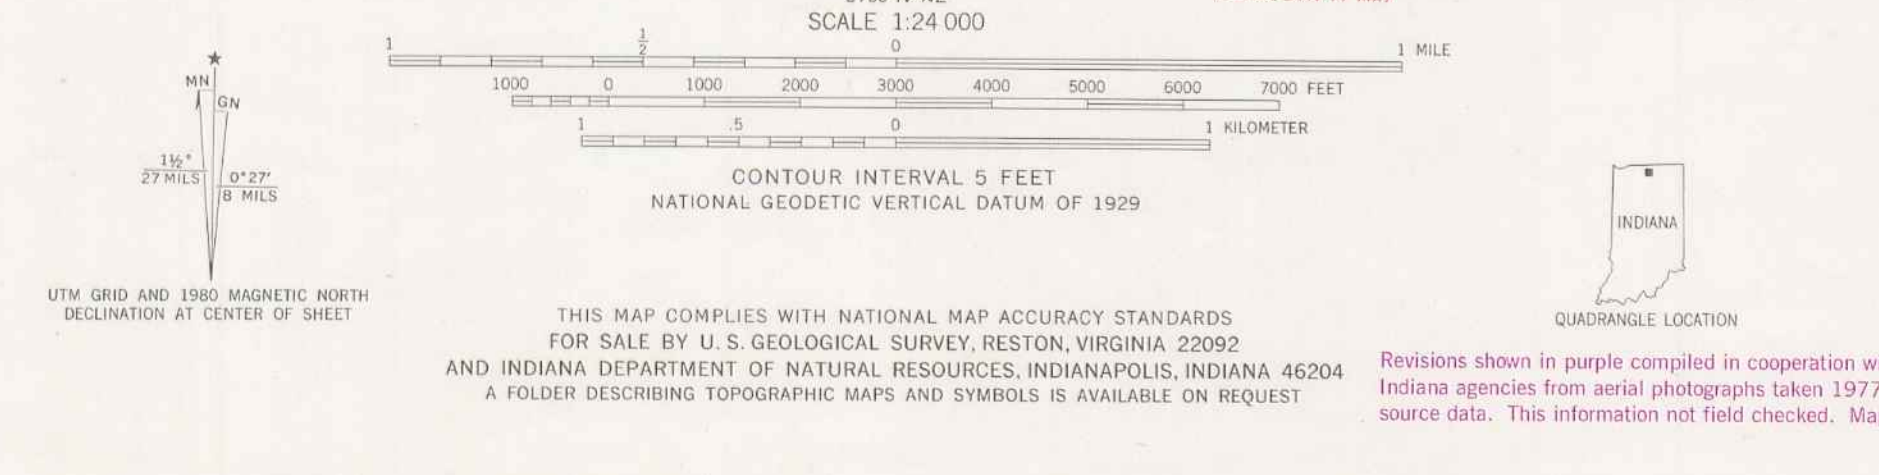 SCALE 1:24 000
1 1/2 0 1 MILE
1000 0 1000 2000 3000 4000 5000 6000 7000 FEET
1 .5 0 1 KILOMETER
CONTOUR INTERVAL 5 FEET
NATIONAL GEODETIC VERTICAL DATUM OF 1929
★
MN
GN
1½°
27 MILS
0°27′
8 MILS
UTM GRID AND 1980 MAGNETIC NORTH
DECLINATION AT CENTER OF SHEET
THIS MAP COMPLIES WITH NATIONAL MAP ACCURACY STANDARDS
FOR SALE BY U. S. GEOLOGICAL SURVEY, RESTON, VIRGINIA 22092
AND INDIANA DEPARTMENT OF NATURAL RESOURCES, INDIANAPOLIS, INDIANA 46204
A FOLDER DESCRIBING TOPOGRAPHIC MAPS AND SYMBOLS IS AVAILABLE ON REQUEST
INDIANA
QUADRANGLE LOCATION
Revisions shown in purple compiled in cooperation w
Indiana agencies from aerial photographs taken 1977
source data. This information not field checked. Ma